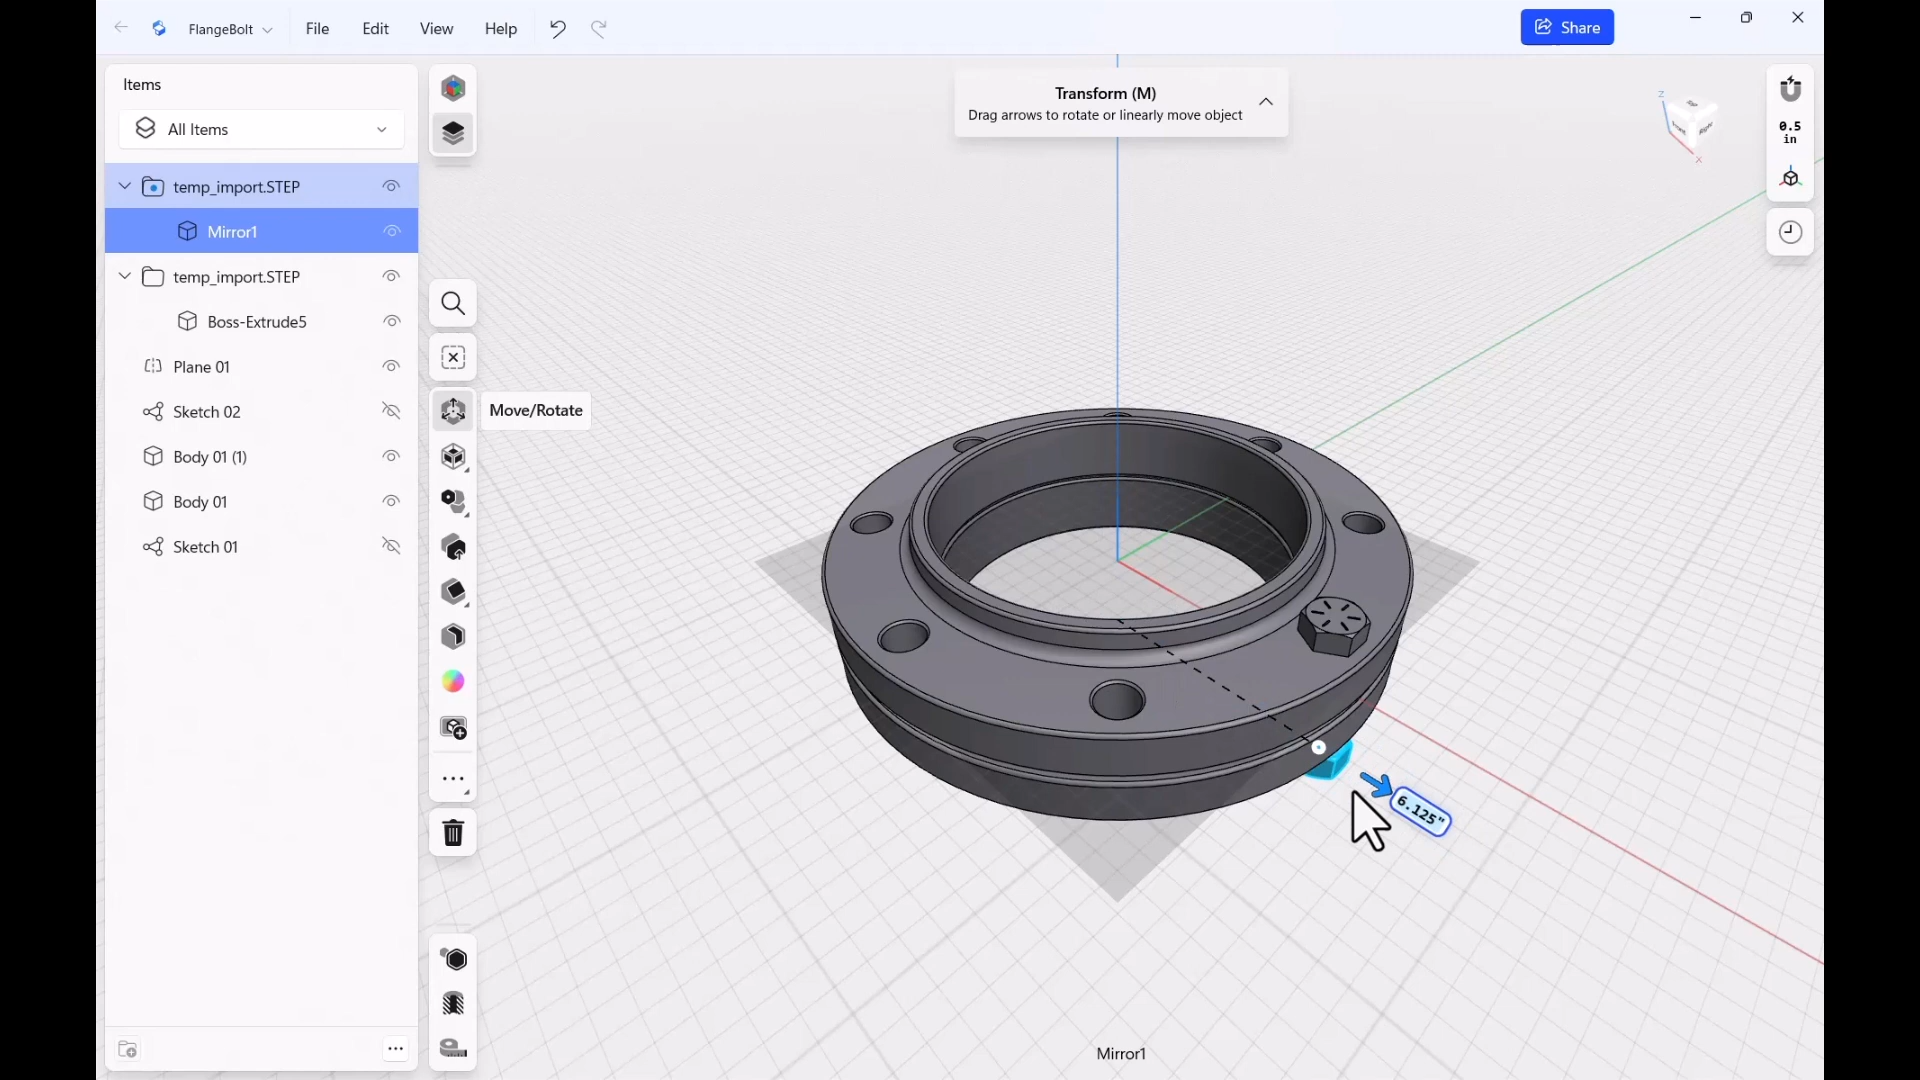 FlangeBolt
File
Edit
View
Help
Share
Items
All Items
temp_import.STEP
Mirror1
temp_import.STEP
Boss-Extrude5
Plane 01
Sketch 02
Body 01 (1)
Body 01
Sketch 01
Move/Rotate
Transform (M)
Drag arrows to rotate or linearly move object
Z
X
Front
Right
0.5
in
6.125"
Mirror1